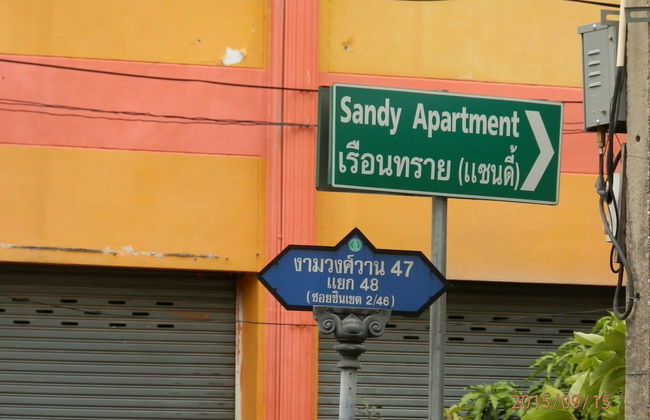 Sandy Apartment
เรือนทราย (แซนดี้)
งามวงศ์วาน 47
แยก 48
(ซอยชินเขต 2/46)
2015/09/15